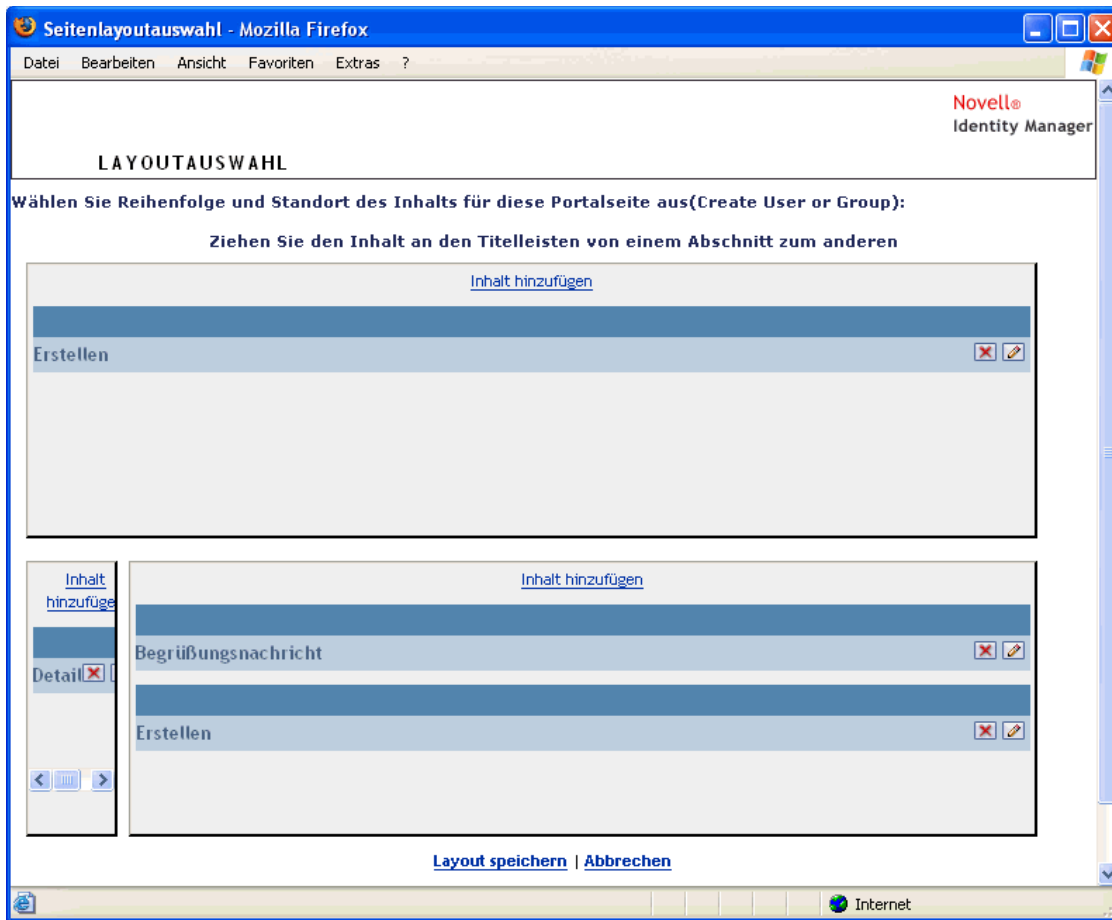 Seitenlayoutauswahl - Mozilla Firefox
Datei Bearbeiten Ansicht Favoriten Extras ?
Novell®
Identity Manager
LAYOUTAUSWAHL
Wählen Sie Reihenfolge und Standort des Inhalts für diese Portalseite aus(Create User or Group):
Ziehen Sie den Inhalt an den Titelleisten von einem Abschnitt zum anderen
Inhalt hinzufügen
Erstellen
Inhalt
hinzufüge
Detail
Inhalt hinzufügen
Begrüßungsnachricht
Erstellen
Layout speichern | Abbrechen
Internet